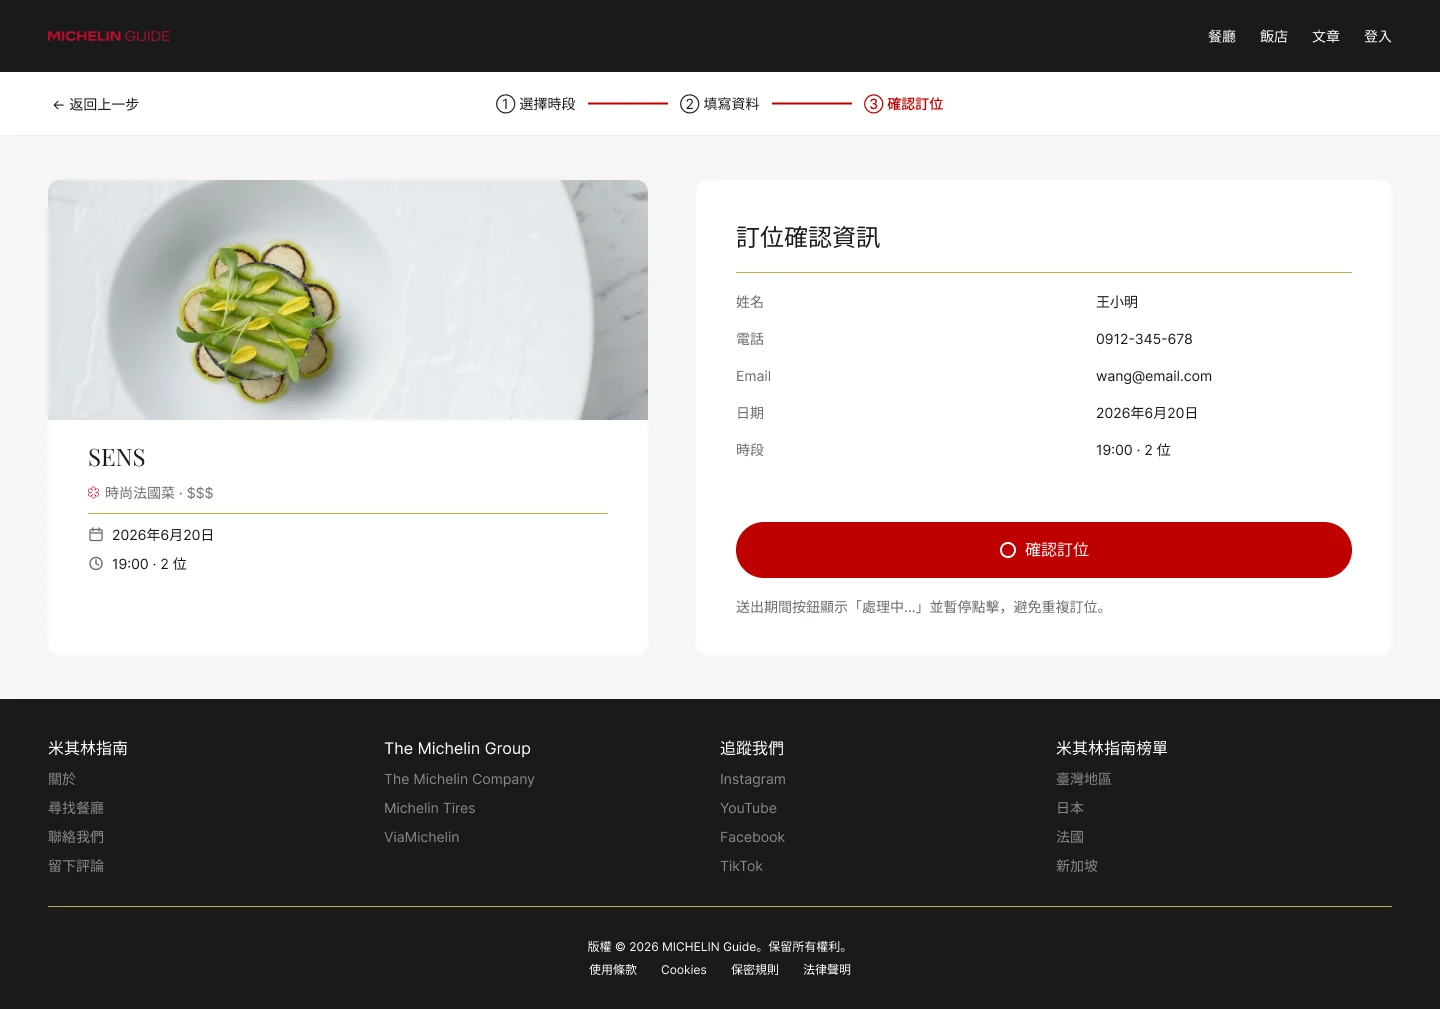 MICHELIN GUIDE
餐廳 飯店 文章 登入
← 返回上一步
① 選擇時段 ② 填寫資料 ③ 確認訂位
SENS
時尚法國菜 · $$$
2026年6月20日
19:00 · 2 位
訂位確認資訊
姓名 王小明
電話 0912-345-678
Email wang@email.com
日期 2026年6月20日
時段 19:00 · 2 位
確認訂位
送出期間按鈕顯示「處理中...」並暫停點擊，避免重複訂位。
米其林指南
關於
尋找餐廳
聯絡我們
留下評論
The Michelin Group
The Michelin Company
Michelin Tires
ViaMichelin
追蹤我們
Instagram
YouTube
Facebook
TikTok
米其林指南榜單
臺灣地區
日本
法國
新加坡
版權 © 2026 MICHELIN Guide。保留所有權利。
使用條款 Cookies 保密規則 法律聲明